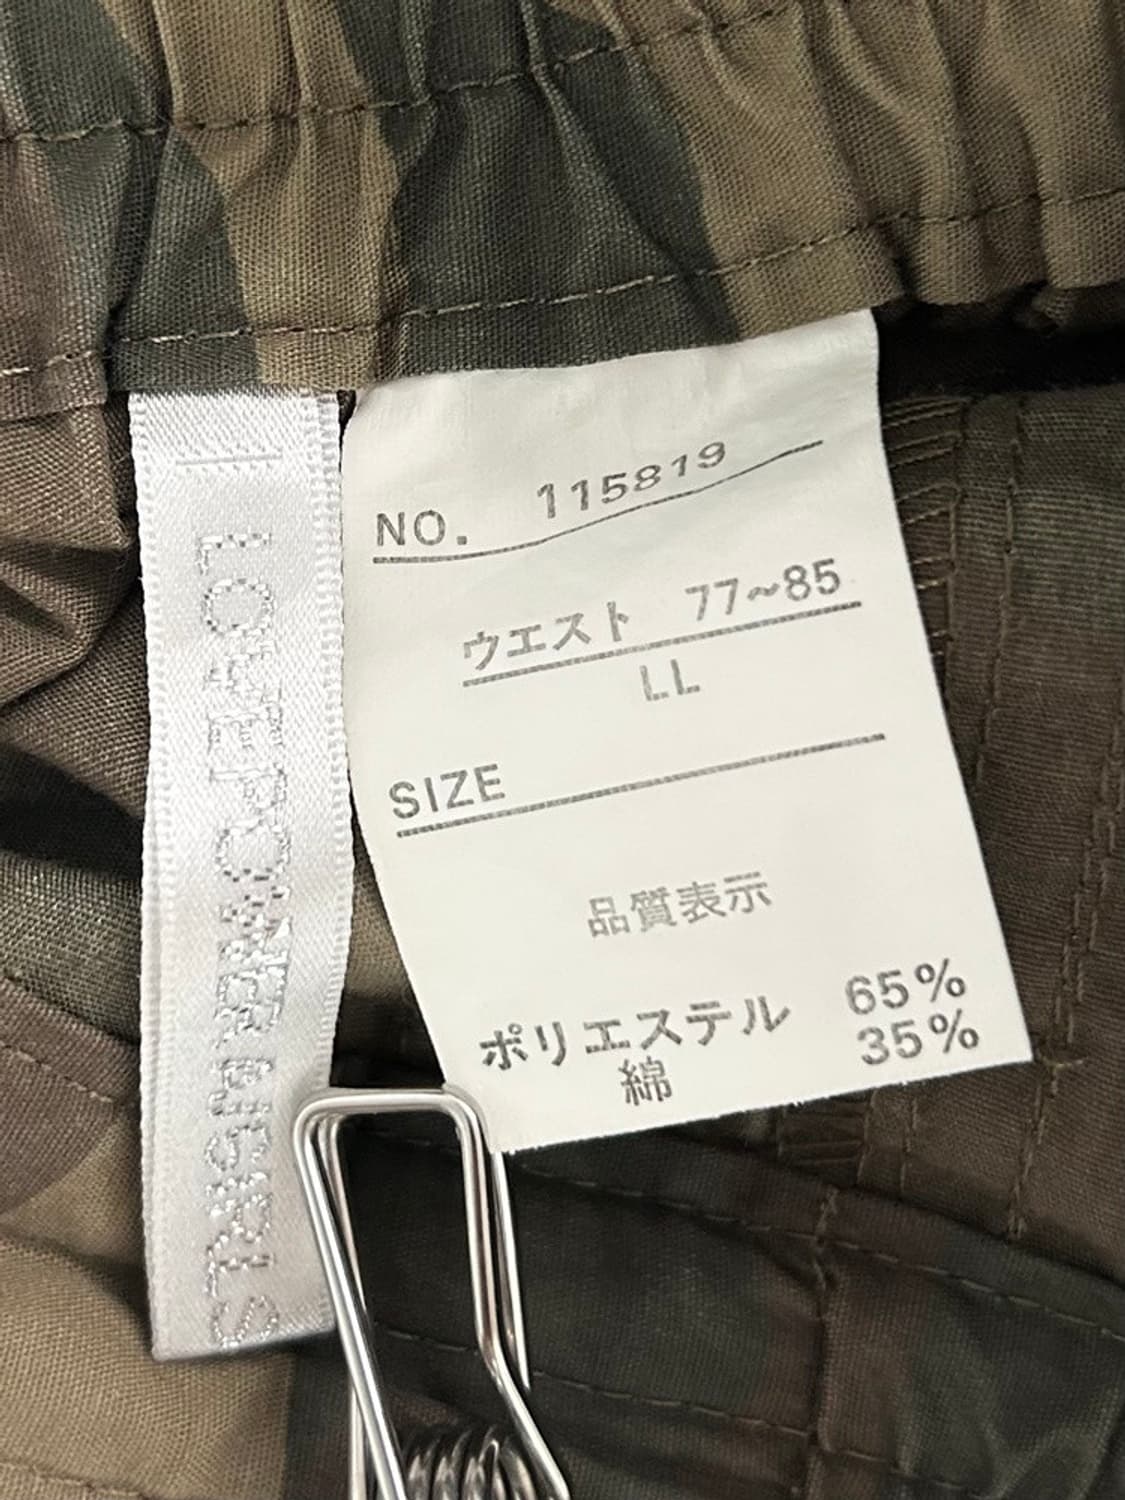 NO. 115819
ウエスト 77~85
LL
SIZE
品質表示
ポリエステル 65%
綿 35%